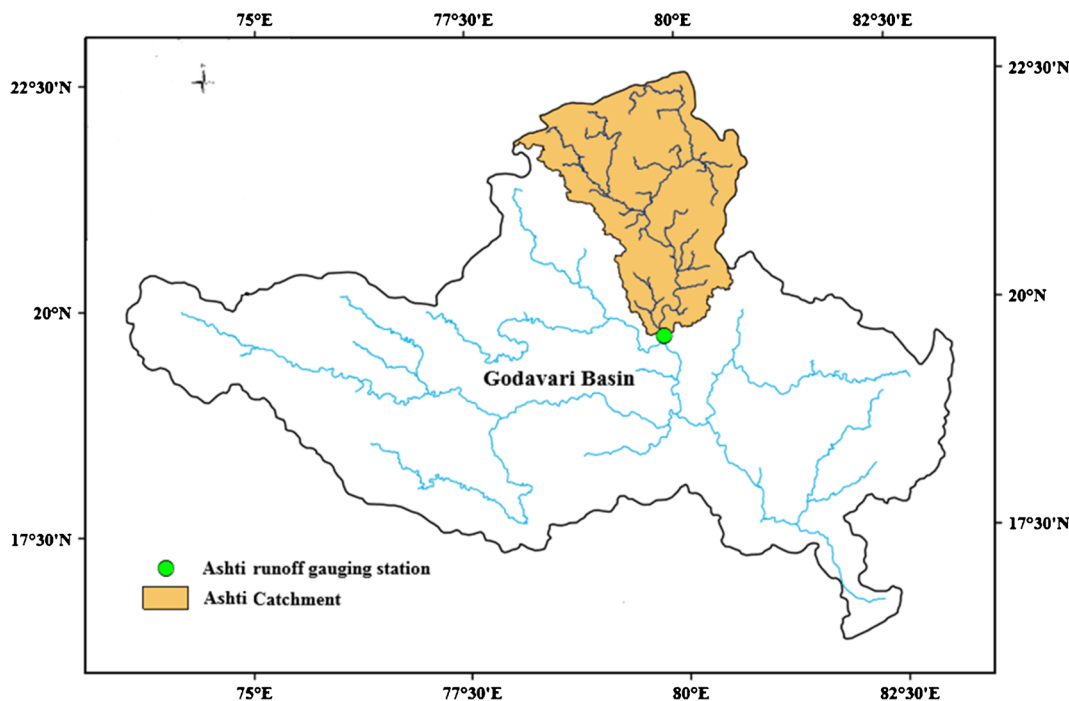 75°E 77°30'E 80°E 82°30'E
22°30'N 22°30'N
20°N 20°N
Godavari Basin
17°30'N 17°30'N
Ashti runoff gauging station
Ashti Catchment
75°E 77°30'E 80°E 82°30'E